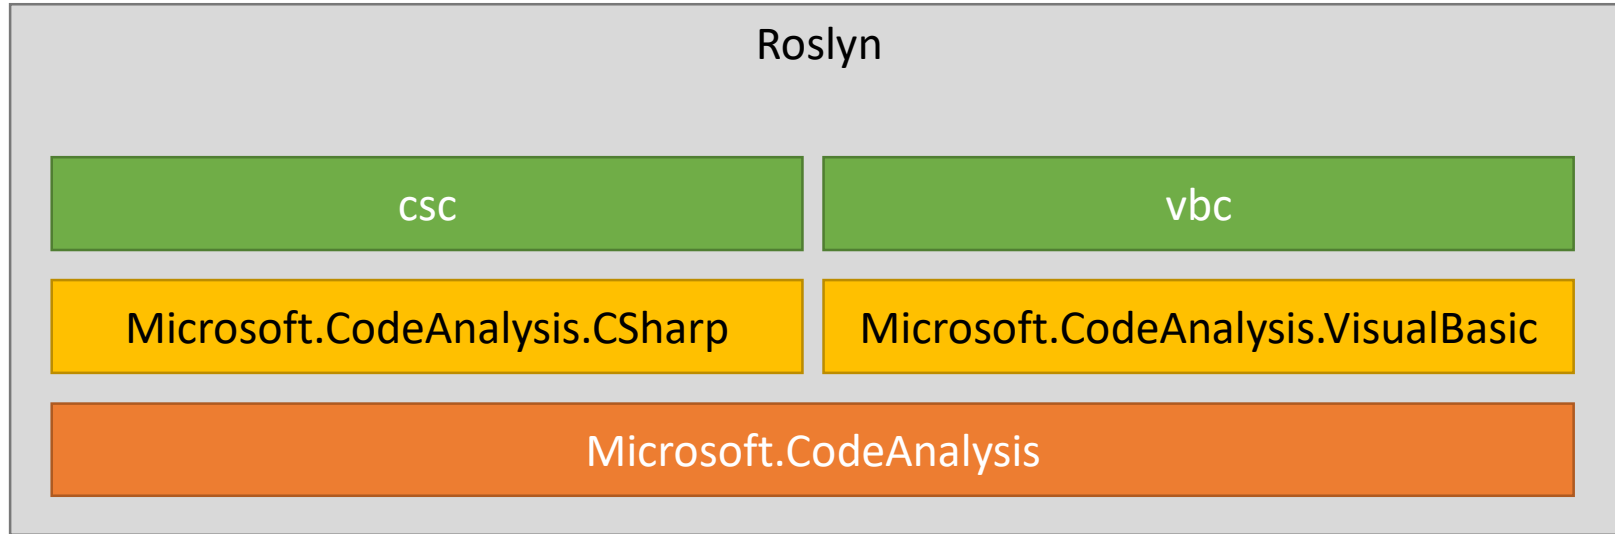 Roslyn
csc
vbc
Microsoft.CodeAnalysis.CSharp
Microsoft.CodeAnalysis.VisualBasic
Microsoft.CodeAnalysis